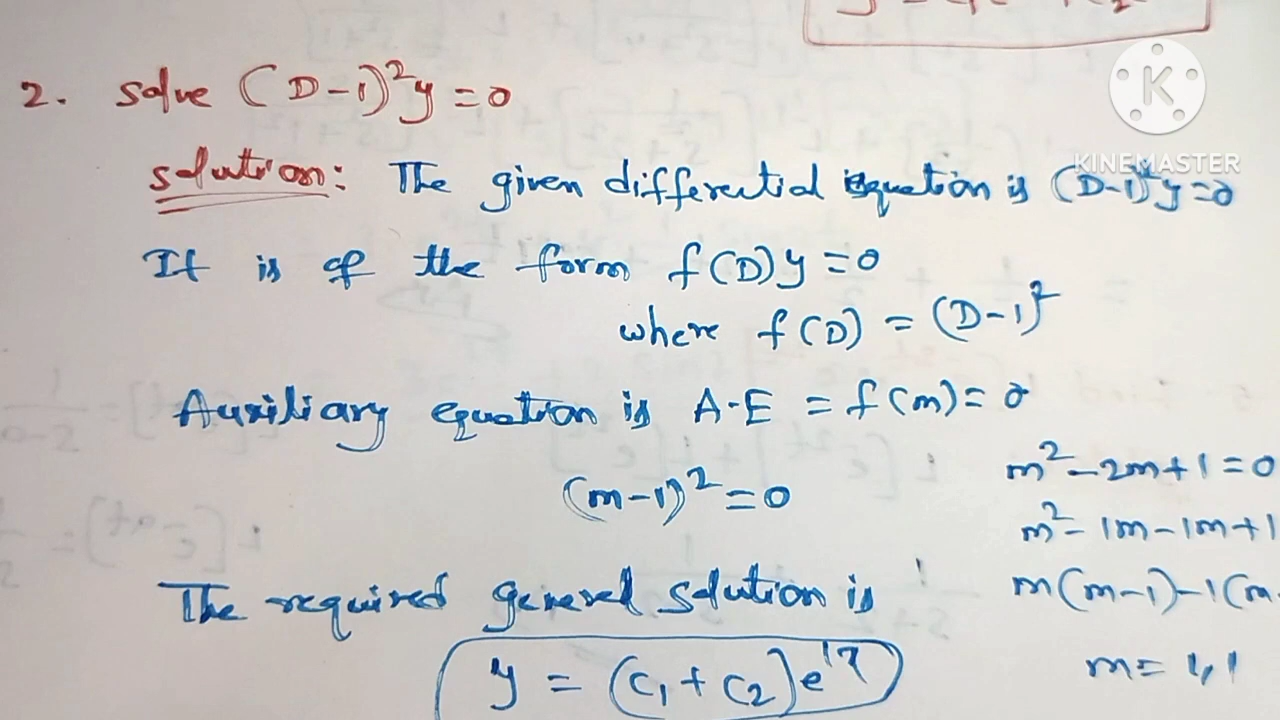 2. solve (D-1)²y=0
K
KINEMASTER
solution: The given differential equation is (D-1)²y=0
It is of the form f(D)y=0
where f(D) = (D-1)²
Auxiliary equation is A-E = f(m)=0
m²-2m+1=0
(m-1)²=0
m²-1m-1m+1
m(m-1)-1(m-
The required general solution is
m=1,1
y = (c₁+c₂)e